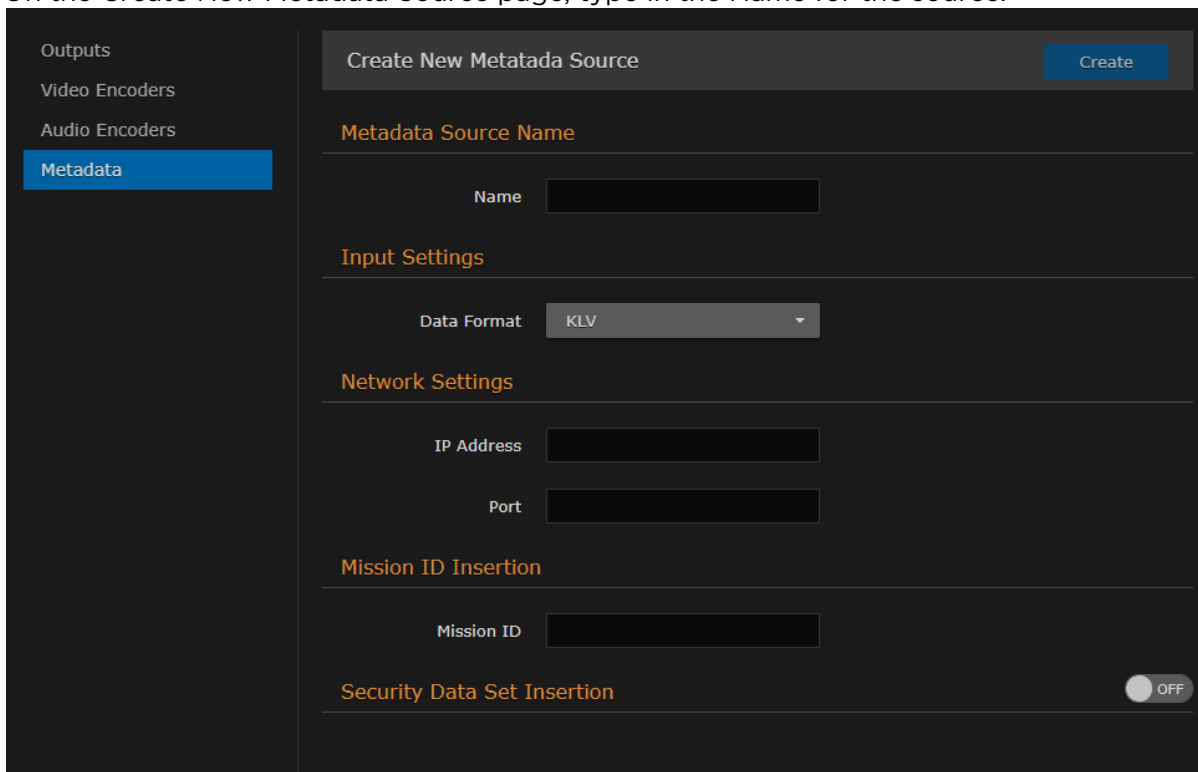 On the Create New Metadata Source page, type in the Name for the source.
Outputs
Video Encoders
Audio Encoders
Metadata
Create New Metatada Source
Create
Metadata Source Name
Name
Input Settings
Data Format KLV
Network Settings
IP Address
Port
Mission ID Insertion
Mission ID
Security Data Set Insertion OFF